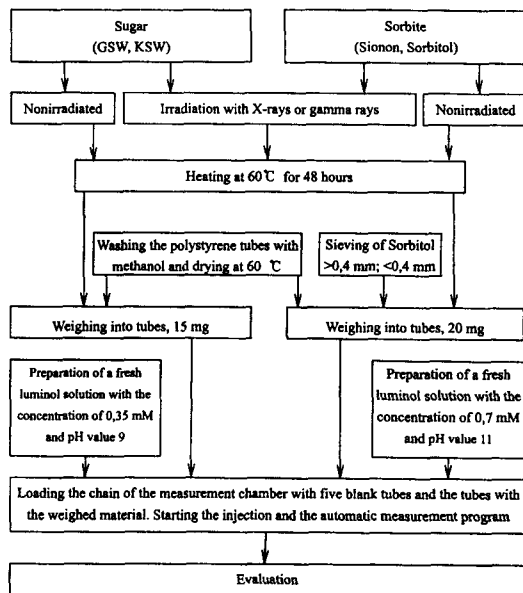 Sugar
(GSW, KSW)
Sorbite
(Sionon, Sorbitol)
Nonirradiated
Irradiation with X-rays or gamma rays
Nonirradiated
Heating at 60℃ for 48 hours
Washing the polystyrene tubes with
methanol and drying at 60 ℃
Sieving of Sorbitol
>0,4 mm; <0,4 mm
Weighing into tubes, 15 mg
Weighing into tubes, 20 mg
Preparation of a fresh
luminol solution with the
concentration of 0,35 mM
and pH value 9
Preparation of a fresh
luminol solution with the
concentration of 0,7 mM
and pH value 11
Loading the chain of the measurement chamber with five blank tubes and the tubes with
the weighed material. Starting the injection and the automatic measurement program
Evaluation